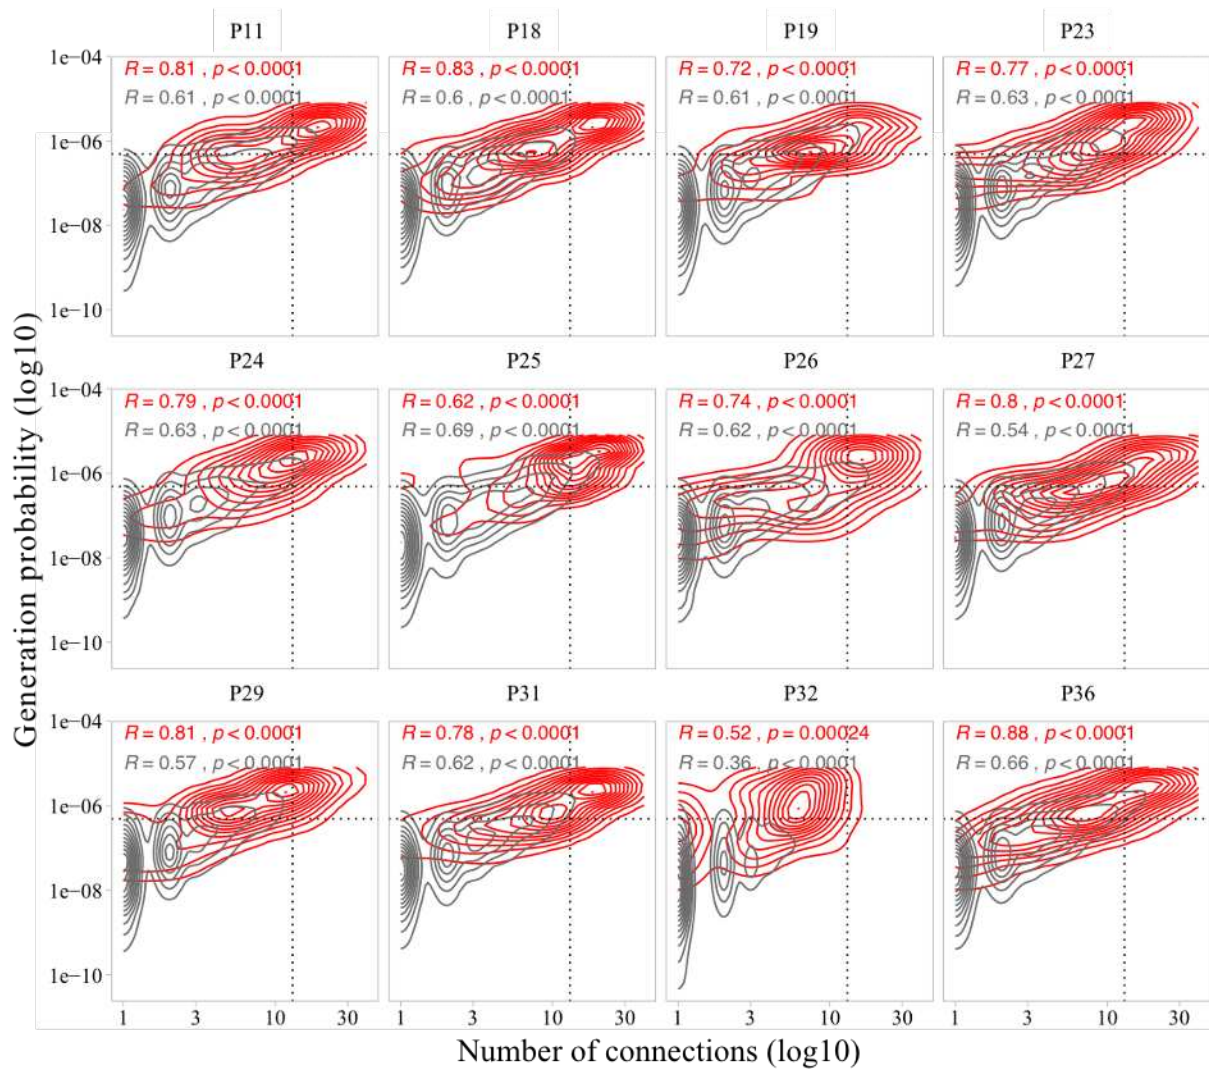 P11 P18 P19 P23
1e−04
R = 0.81 , p < 0.0001 R = 0.83 , p < 0.0001 R = 0.72 , p < 0.0001 R = 0.77 , p < 0.0001
R = 0.61 , p < 0.0001 R = 0.6 , p < 0.0001 R = 0.61 , p < 0.0001 R = 0.63 , p < 0.0001
1e−06
1e−08
1e−10
P24 P25 P26 P27
1e−04
R = 0.79 , p < 0.0001 R = 0.62 , p < 0.0001 R = 0.74 , p < 0.0001 R = 0.8 , p < 0.0001
R = 0.63 , p < 0.0001 R = 0.69 , p < 0.0001 R = 0.62 , p < 0.0001 R = 0.54 , p < 0.0001
1e−06
1e−08
1e−10
Generation probability (log10)
P29 P31 P32 P36
1e−04
R = 0.81 , p < 0.0001 R = 0.78 , p < 0.0001 R = 0.52 , p = 0.00024 R = 0.88 , p < 0.0001
R = 0.57 , p < 0.0001 R = 0.62 , p < 0.0001 R = 0.36 , p < 0.0001 R = 0.66 , p < 0.0001
1e−06
1e−08
1e−10
1 3 10 30 1 3 10 30 1 3 10 30 1 3 10 30
Number of connections (log10)